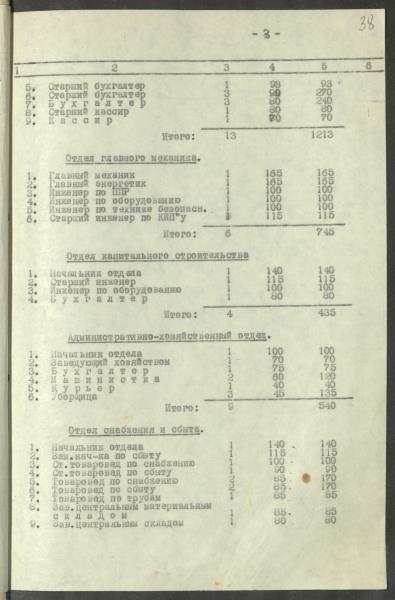 38
- 3 -
1 2 3 4 5 6
5. Старший бухгалтер 1 93 93
6. Старший бухгалтер 3 90 270
7. Б у х г а л т е р 3 80 240
8. Старший кассир 1 80 80
9. К а с с и р 1 70 70
Итого: 13 1213
Отдел главного механика.
1. Главный механик 1 165 165
2. Главный энергетик 1 165 165
3. Инженер по ППР 1 100 100
4. Инженер по оборудованию 1 100 100
5. Инженер по технике безопасн. 1 100 100
6. Старший инженер по КИП"у 1 115 115
Итого: 6 745
Отдел капитального строительства
1. Начальник отдела 1 140 140
2. Старший инженер 1 115 115
3. Инженер по оборудованию 1 100 100
4. Б у х г а л т е р 1 80 80
Итого: 4 435
Административно-хозяйственный отдел.
1. Начальник отдела 1 100 100
2. Заведующий хозяйством 1 70 70
3. Б у х г а л т е р 1 75 75
4. М а ш и н и с т к а 2 60 120
5. К у р ь е р 1 40 40
6. Уборщица 3 45 135
Итого: 9 540
Отдел снабжения и сбыта.
1. Начальник отдела 1 140 140
2. Зам.нач-ка по сбыту 1 115 115
3. Ст.товаровед по снабжению 1 100 100
4. Ст.товаровед по сбыту 1 90 90
5. Товаровед по снабжению 2 85 170
6. Товаровед по сбыту 2 85 170
7. Товаровед по трубам 1 85 85
8. Зав.центральным материальным
с к л а д о м 1 85 85
9. Зав.центральным складом 1 80 80